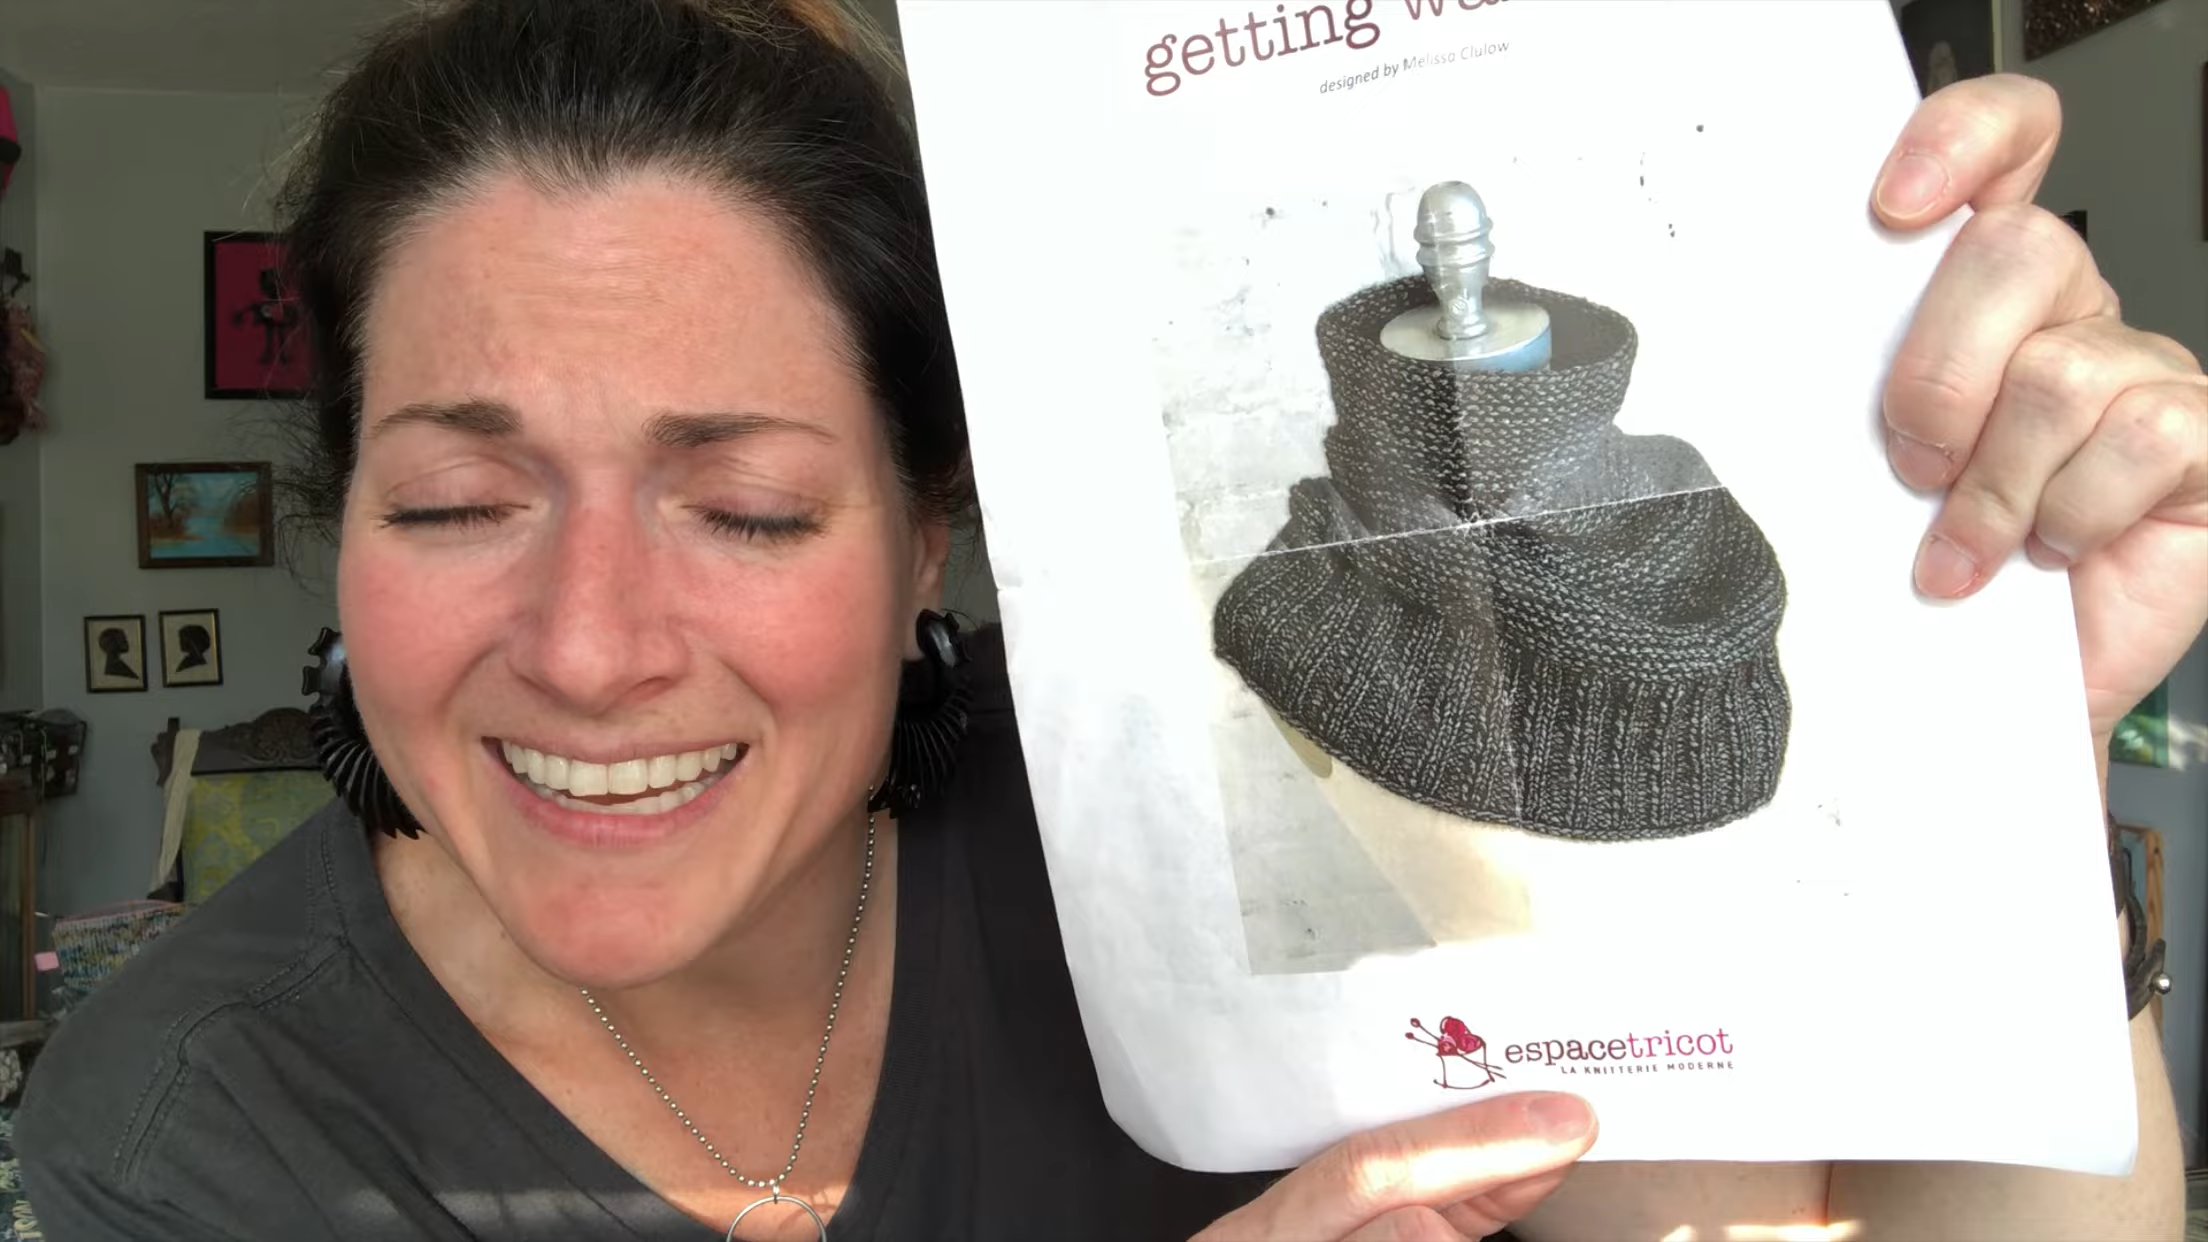 getting
designed by Melissa Clulow
espacetricot
LA KNITTERIE MODERNE